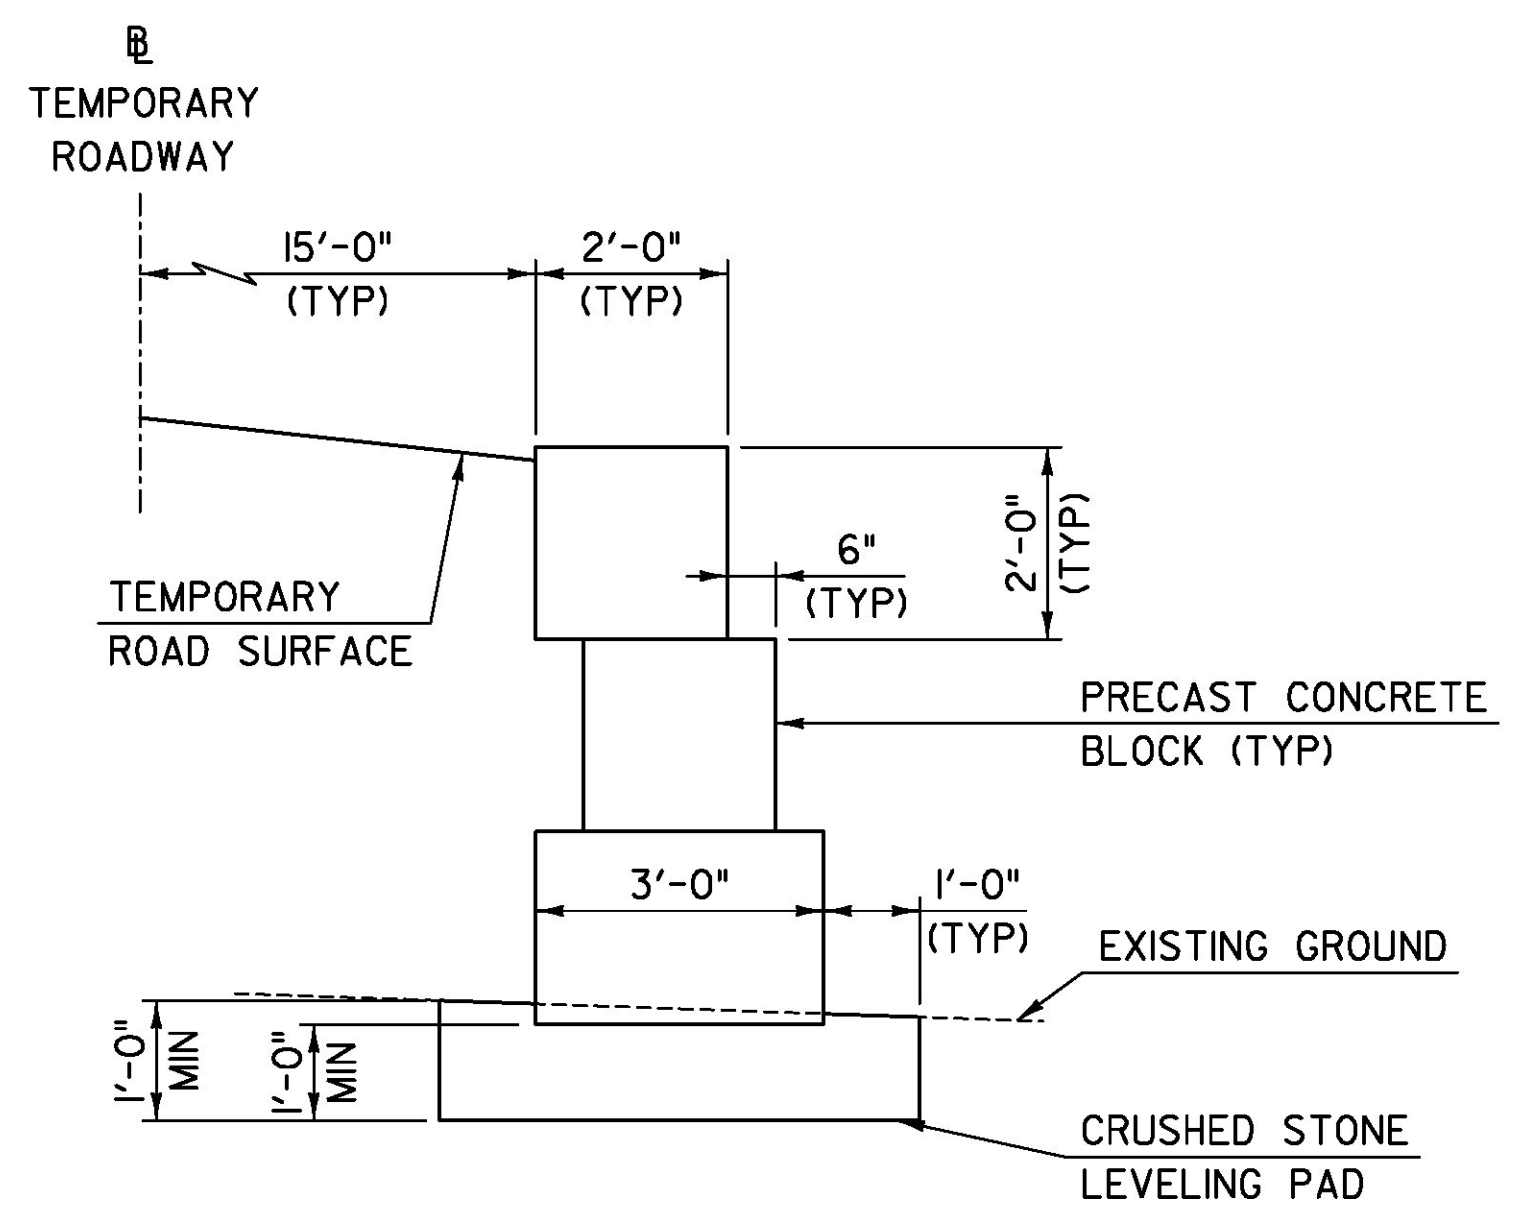 BL
TEMPORARY
ROADWAY
15'-0"
(TYP)
2'-0"
(TYP)
6"
(TYP)
2'-0"
(TYP)
TEMPORARY
ROAD SURFACE
PRECAST CONCRETE
BLOCK (TYP)
3'-0"
1'-0"
(TYP)
EXISTING GROUND
1'-0"
MIN
1'-0"
MIN
CRUSHED STONE
LEVELING PAD